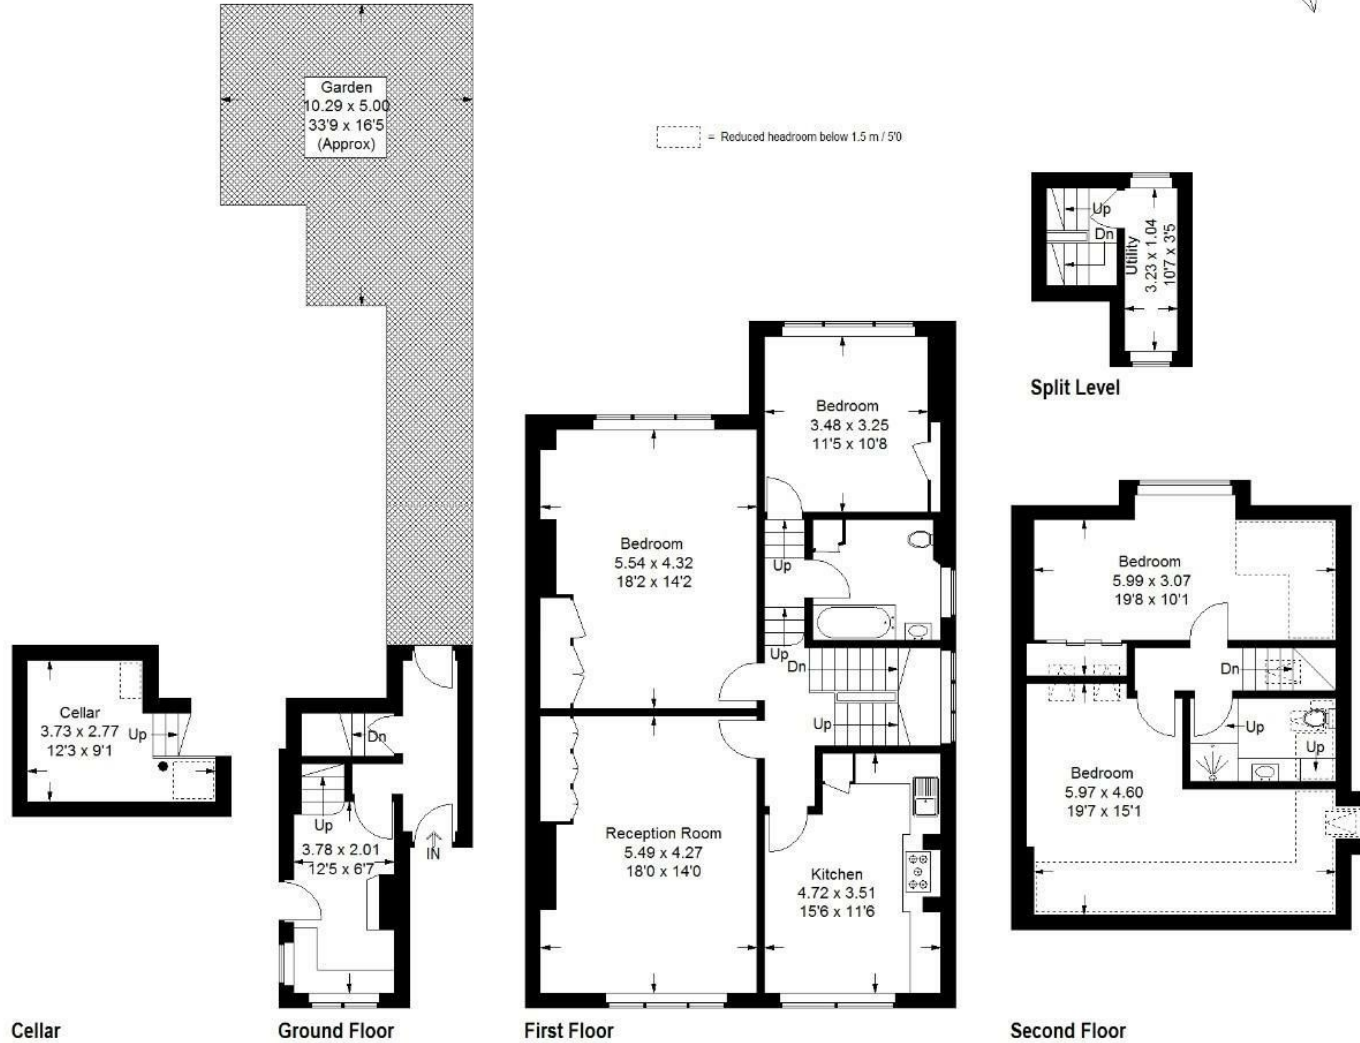 Garden
10.29 x 5.00
33'9 x 16'5
(Approx)
= Reduced headroom below 1.5 m / 5'0
Up
Dn
Utility
3.23 x 1.04
10'7 x 3'5
Split Level
Bedroom
3.48 x 3.25
11'5 x 10'8
Bedroom
5.54 x 4.32
18'2 x 14'2
Up
Up
Dn
Up
Reception Room
5.49 x 4.27
18'0 x 14'0
Kitchen
4.72 x 3.51
15'6 x 11'6
First Floor
Bedroom
5.99 x 3.07
19'8 x 10'1
Dn
Up
Up
Bedroom
5.97 x 4.60
19'7 x 15'1
Second Floor
Cellar
3.73 x 2.77
12'3 x 9'1
Up
Cellar
Dn
Up
3.78 x 2.01
12'5 x 6'7
IN
Ground Floor